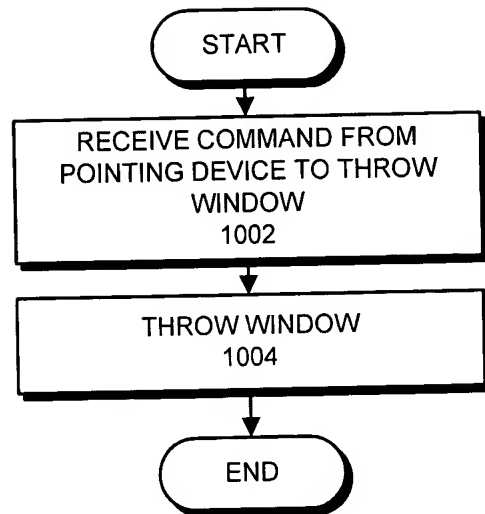 START
RECEIVE COMMAND FROM
POINTING DEVICE TO THROW
WINDOW
1002
THROW WINDOW
1004
END